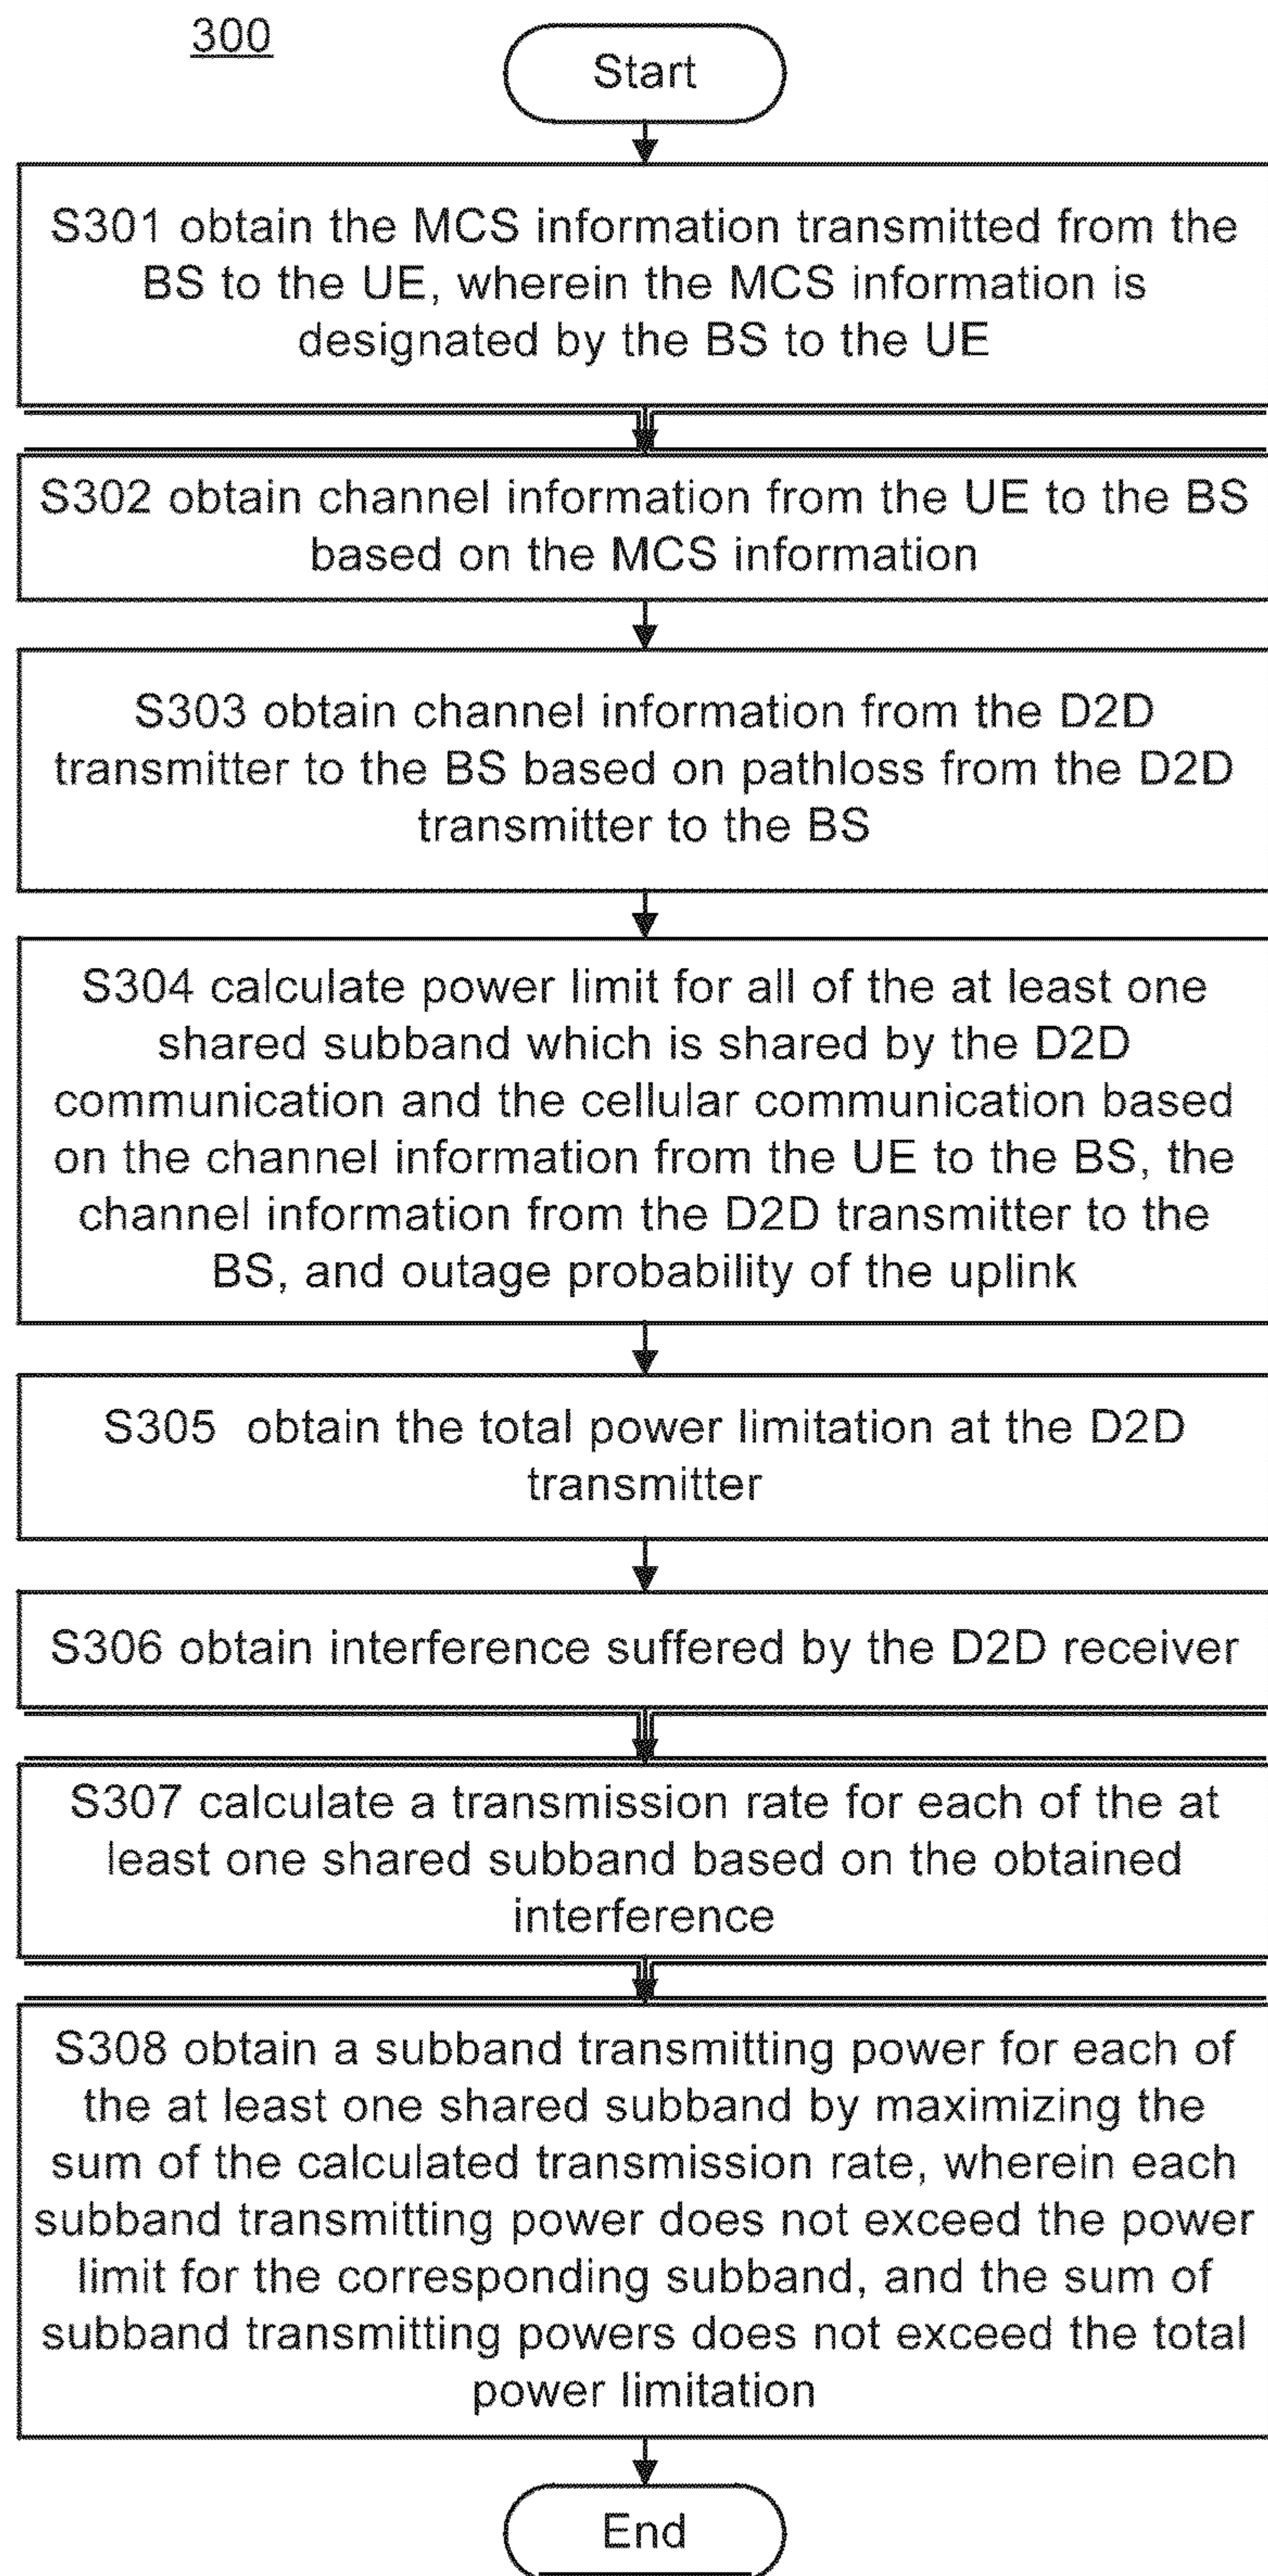 300
Start
S301 obtain the MCS information transmitted from the
BS to the UE, wherein the MCS information is
designated by the BS to the UE
S302 obtain channel information from the UE to the BS
based on the MCS information
S303 obtain channel information from the D2D
transmitter to the BS based on pathloss from the D2D
transmitter to the BS
S304 calculate power limit for all of the at least one
shared subband which is shared by the D2D
communication and the cellular communication based
on the channel information from the UE to the BS, the
channel information from the D2D transmitter to the
BS, and outage probability of the uplink
S305 obtain the total power limitation at the D2D
transmitter
S306 obtain interference suffered by the D2D receiver
S307 calculate a transmission rate for each of the at
least one shared subband based on the obtained
interference
S308 obtain a subband transmitting power for each of
the at least one shared subband by maximizing the
sum of the calculated transmission rate, wherein each
subband transmitting power does not exceed the power
limit for the corresponding subband, and the sum of
subband transmitting powers does not exceed the total
power limitation
End